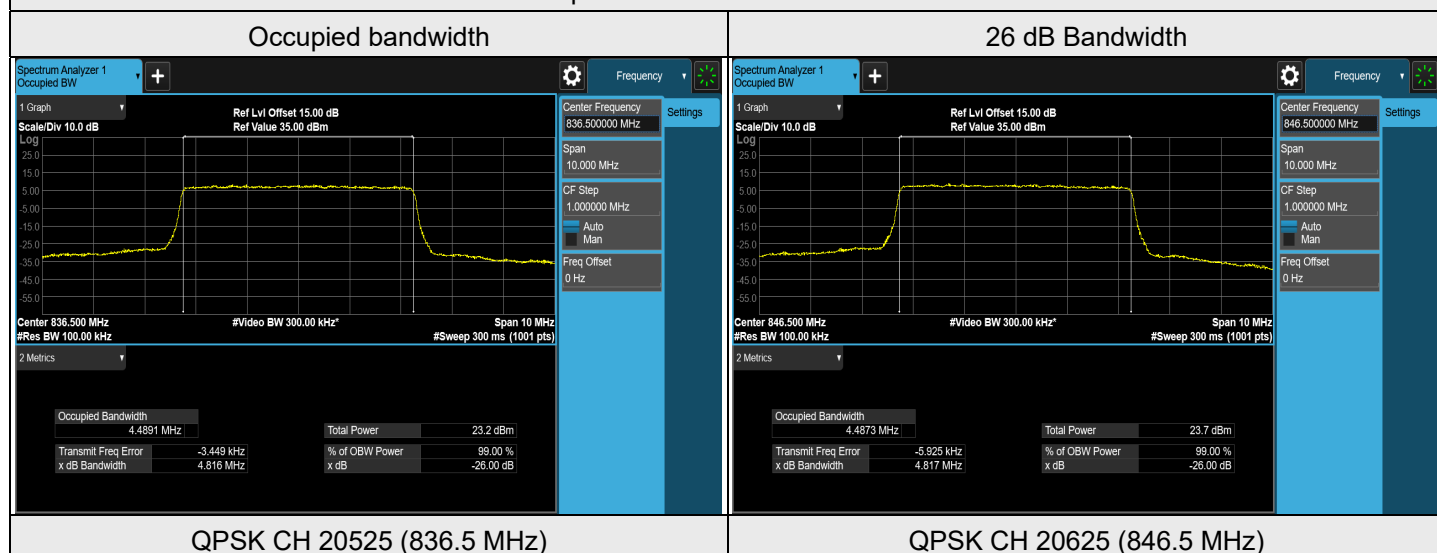 Occupied bandwidth
26 dB Bandwidth
Spectrum Analyzer 1
Occupied BW
+
Frequency
1 Graph
Ref Lvl Offset 15.00 dB
Scale/Div 10.0 dB
Ref Value 35.00 dBm
Log
25.0
15.0
5.00
-5.00
-15.0
-25.0
-35.0
-45.0
-55.0
Center 836.500 MHz
#Video BW 300.00 kHz*
Span 10 MHz
#Res BW 100.00 kHz
#Sweep 300 ms (1001 pts)
Center Frequency
836.500000 MHz
Settings
Span
10.000 MHz
CF Step
1.000000 MHz
Auto
Man
Freq Offset
0 Hz
2 Metrics
Occupied Bandwidth
4.4891 MHz
Total Power 23.2 dBm
Transmit Freq Error -3.449 kHz
% of OBW Power 99.00 %
x dB Bandwidth 4.816 MHz
x dB -26.00 dB
Spectrum Analyzer 1
Occupied BW
+
Frequency
1 Graph
Ref Lvl Offset 15.00 dB
Scale/Div 10.0 dB
Ref Value 35.00 dBm
Log
25.0
15.0
5.00
-5.00
-15.0
-25.0
-35.0
-45.0
-55.0
Center 846.500 MHz
#Video BW 300.00 kHz*
Span 10 MHz
#Res BW 100.00 kHz
#Sweep 300 ms (1001 pts)
Center Frequency
846.500000 MHz
Settings
Span
10.000 MHz
CF Step
1.000000 MHz
Auto
Man
Freq Offset
0 Hz
2 Metrics
Occupied Bandwidth
4.4873 MHz
Total Power 23.7 dBm
Transmit Freq Error -5.925 kHz
% of OBW Power 99.00 %
x dB Bandwidth 4.817 MHz
x dB -26.00 dB
QPSK CH 20525 (836.5 MHz)
QPSK CH 20625 (846.5 MHz)